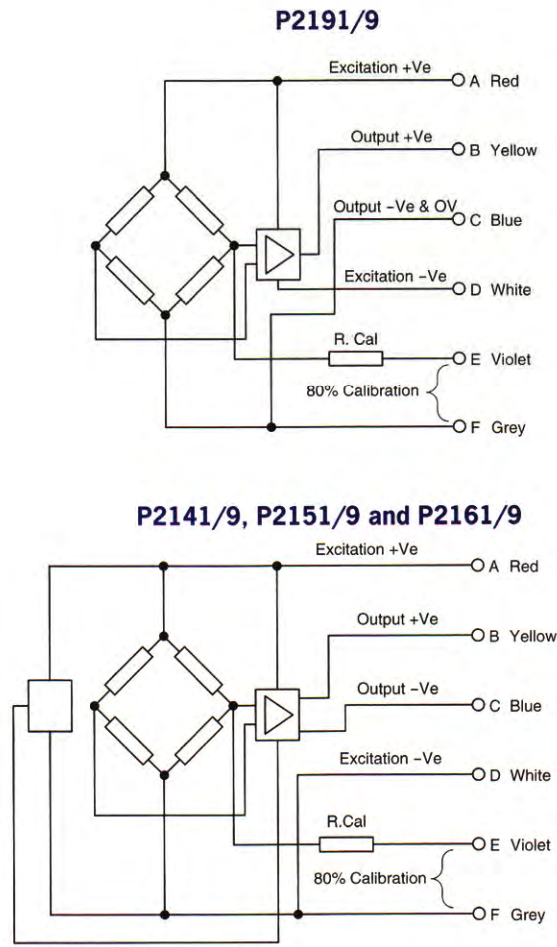 P2191/9
Excitation +Ve
A Red
Output +Ve
B Yellow
Output –Ve & OV
C Blue
Excitation –Ve
D White
R. Cal
E Violet
80% Calibration
F Grey
P2141/9, P2151/9 and P2161/9
Excitation +Ve
A Red
Output +Ve
B Yellow
Output –Ve
C Blue
Excitation –Ve
D White
R.Cal
E Violet
80% Calibration
F Grey